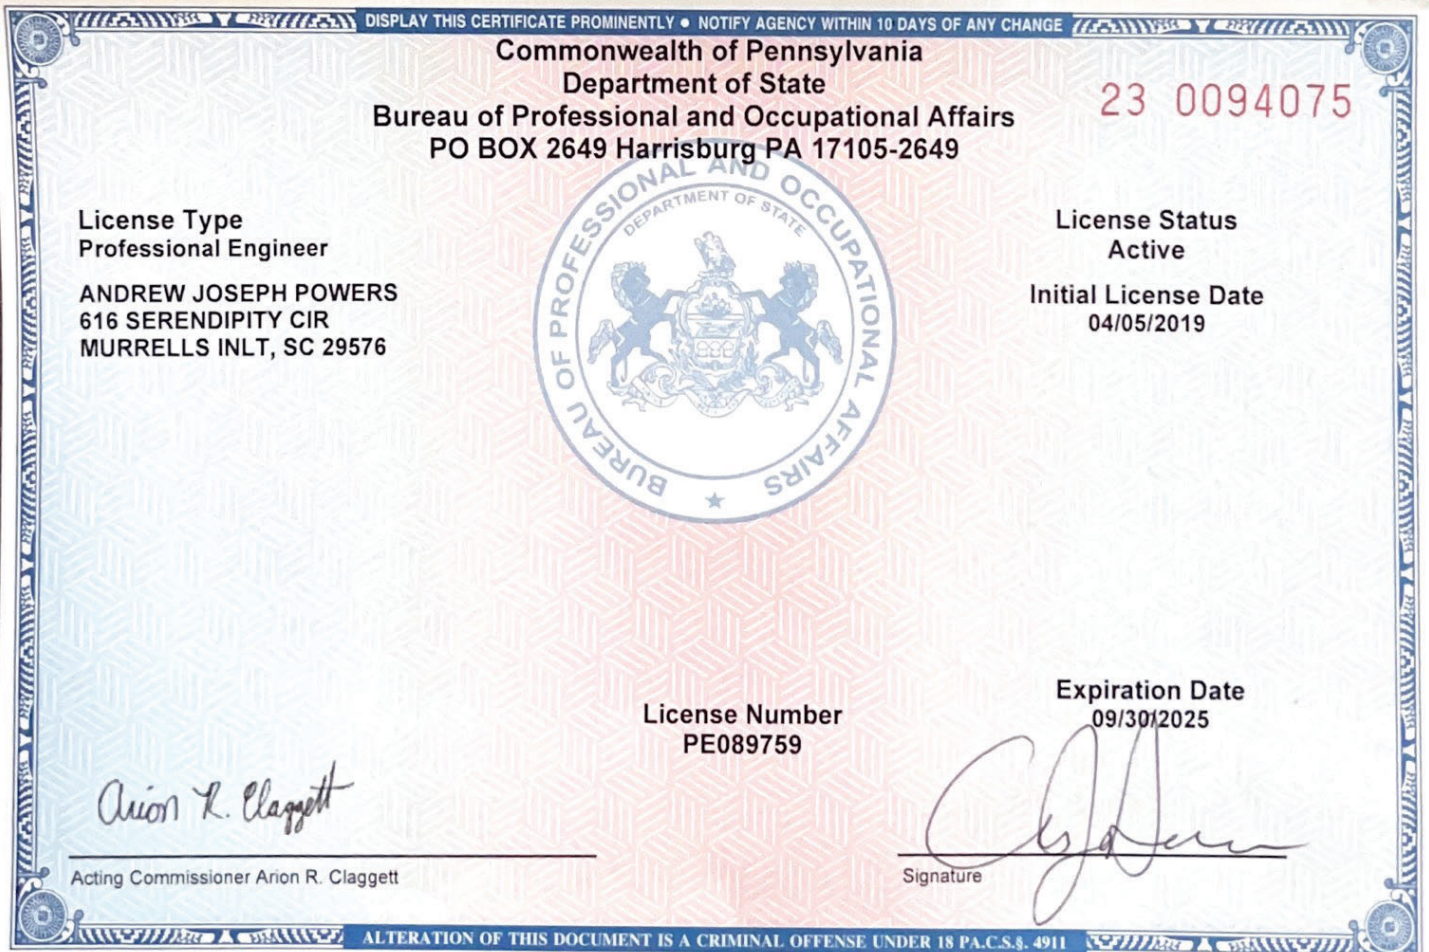 DISPLAY THIS CERTIFICATE PROMINENTLY ● NOTIFY AGENCY WITHIN 10 DAYS OF ANY CHANGE
Commonwealth of Pennsylvania
Department of State
Bureau of Professional and Occupational Affairs
PO BOX 2649 Harrisburg PA 17105-2649
23 0094075
BUREAU OF PROFESSIONAL AND OCCUPATIONAL AFFAIRS
DEPARTMENT OF STATE
License Type
Professional Engineer
ANDREW JOSEPH POWERS
616 SERENDIPITY CIR
MURRELLS INLT, SC 29576
License Status
Active
Initial License Date
04/05/2019
Expiration Date
09/30/2025
License Number
PE089759
Arion R. Claggett
Acting Commissioner Arion R. Claggett
Signature
ALTERATION OF THIS DOCUMENT IS A CRIMINAL OFFENSE UNDER 18 PA.C.S.§. 4911